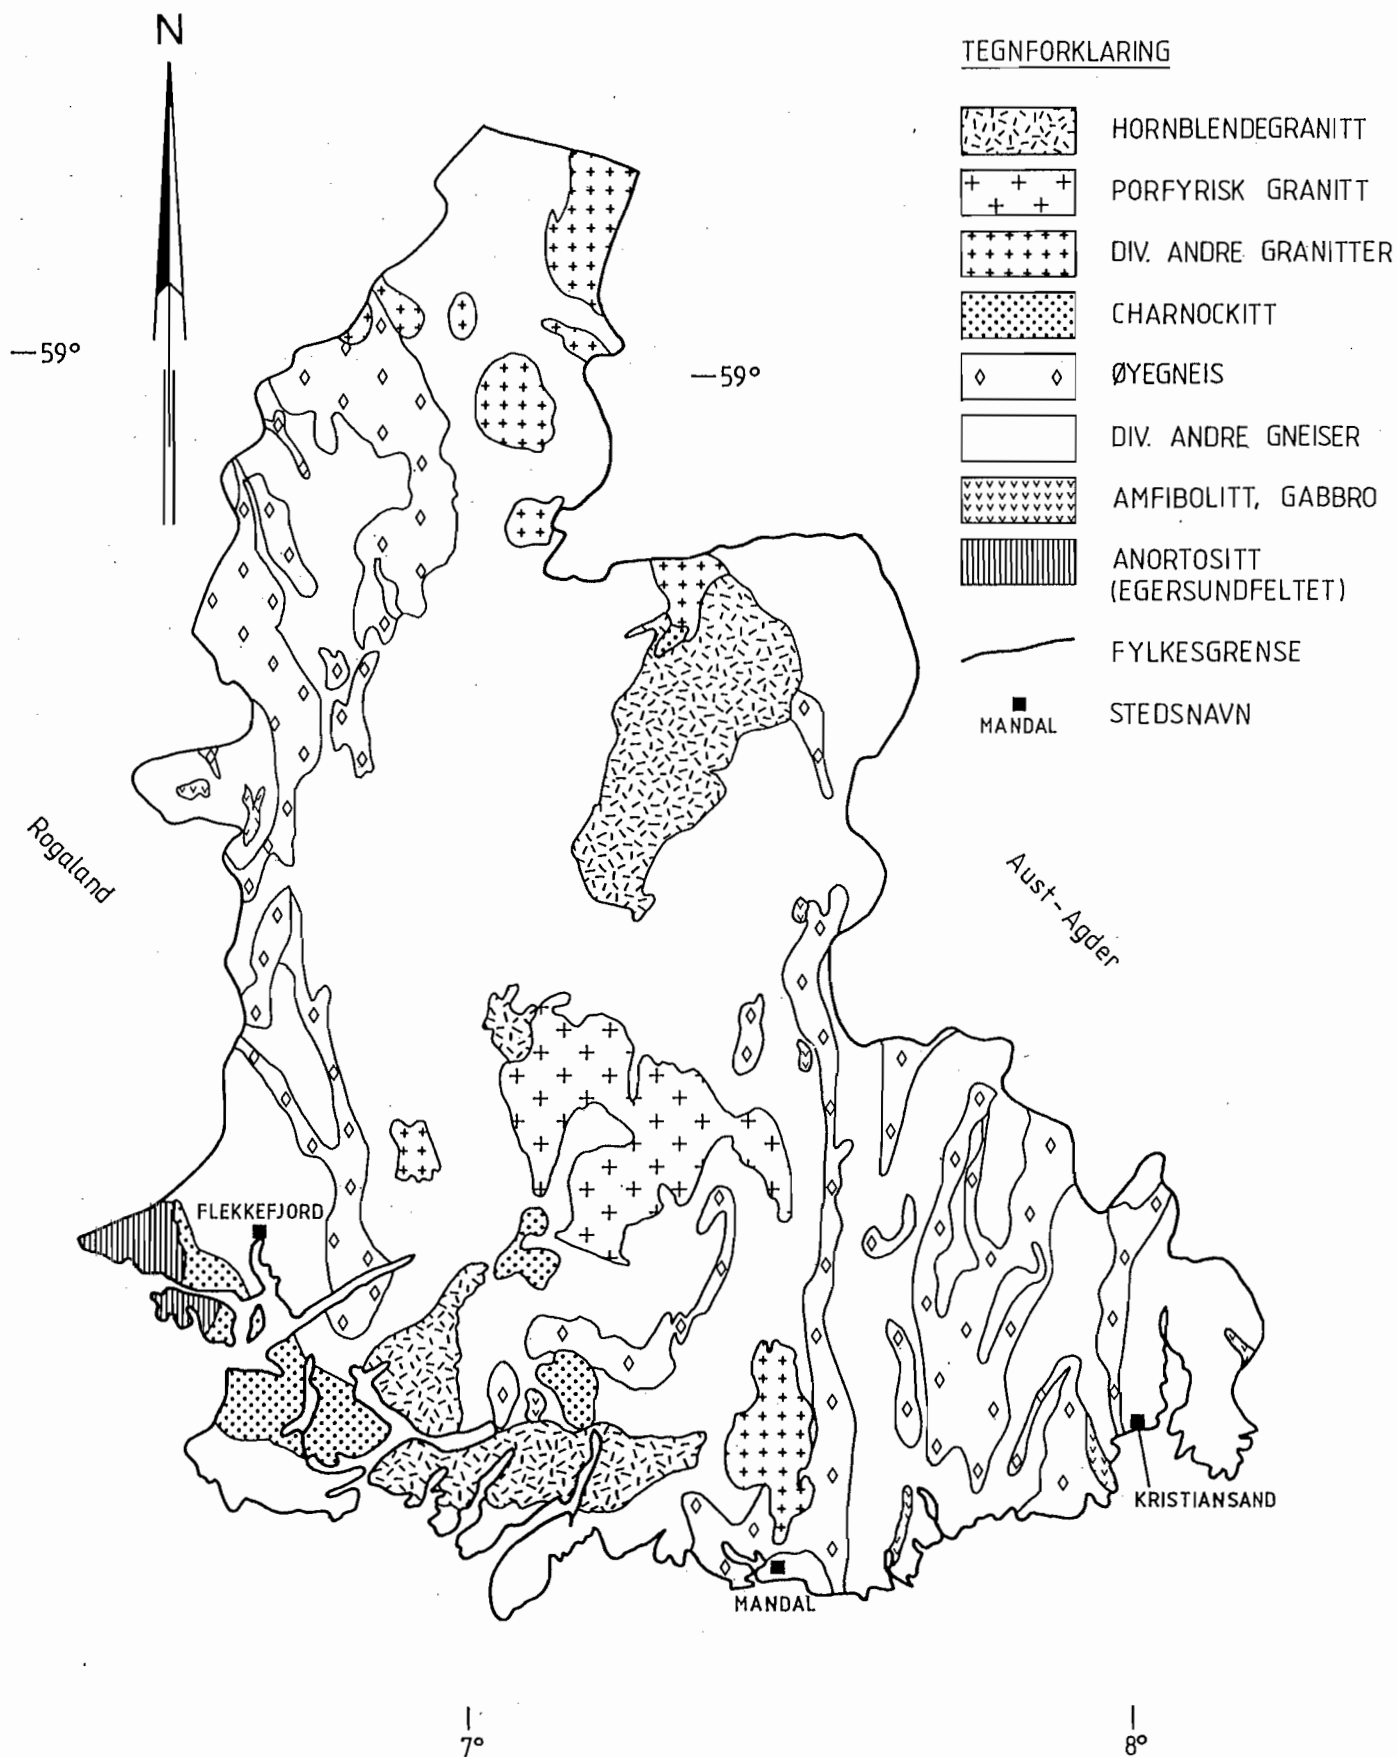 N
TEGNFORKLARING
HORNBLENDEGRANITT
PORFYRISK GRANITT
DIV. ANDRE GRANITTER
CHARNOCKITT
ØYEGNEIS
DIV. ANDRE GNEISER
AMFIBOLITT, GABBRO
ANORTOSITT
(EGERSUNDFELTET)
FYLKESGRENSE
MANDAL
STEDSNAVN
59°
59°
Rogaland
Aust-Agder
FLEKKEFJORD
KRISTIANSAND
MANDAL
7°
8°